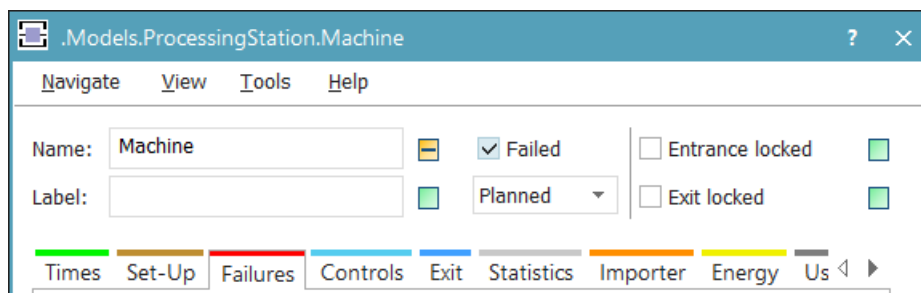 .Models.ProcessingStation.Machine ?
Navigate View Tools Help
Name: Machine Failed Entrance locked
Label: Planned Exit locked
Times Set-Up Failures Controls Exit Statistics Importer Energy Us